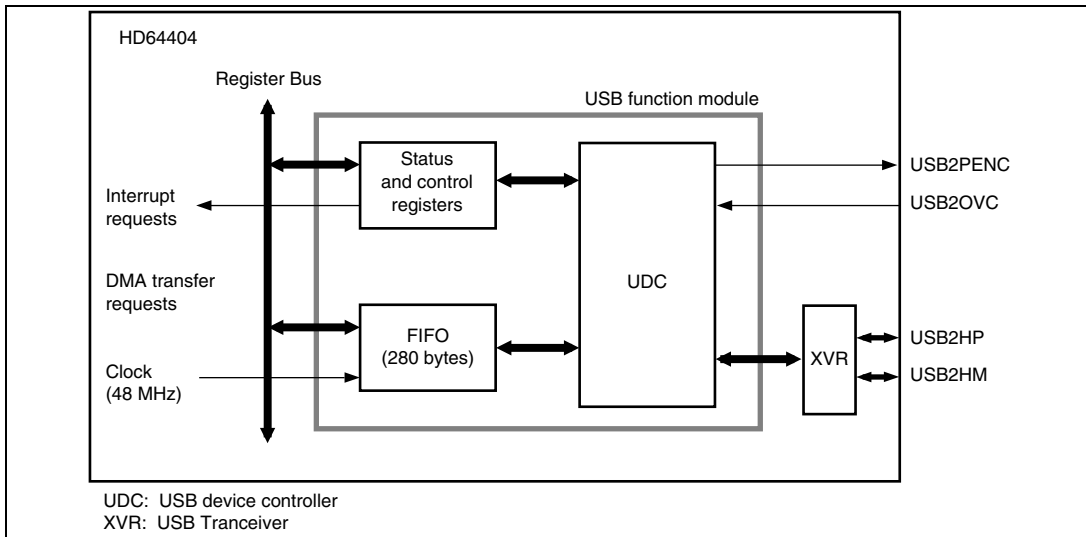 HD64404
Register Bus
USB function module
Status
and control
registers
USB2PENC
Interrupt
requests
USB2OVC
UDC
DMA transfer
requests
FIFO
(280 bytes)
XVR
USB2HP
USB2HM
Clock
(48 MHz)
UDC: USB device controller
XVR: USB Tranceiver